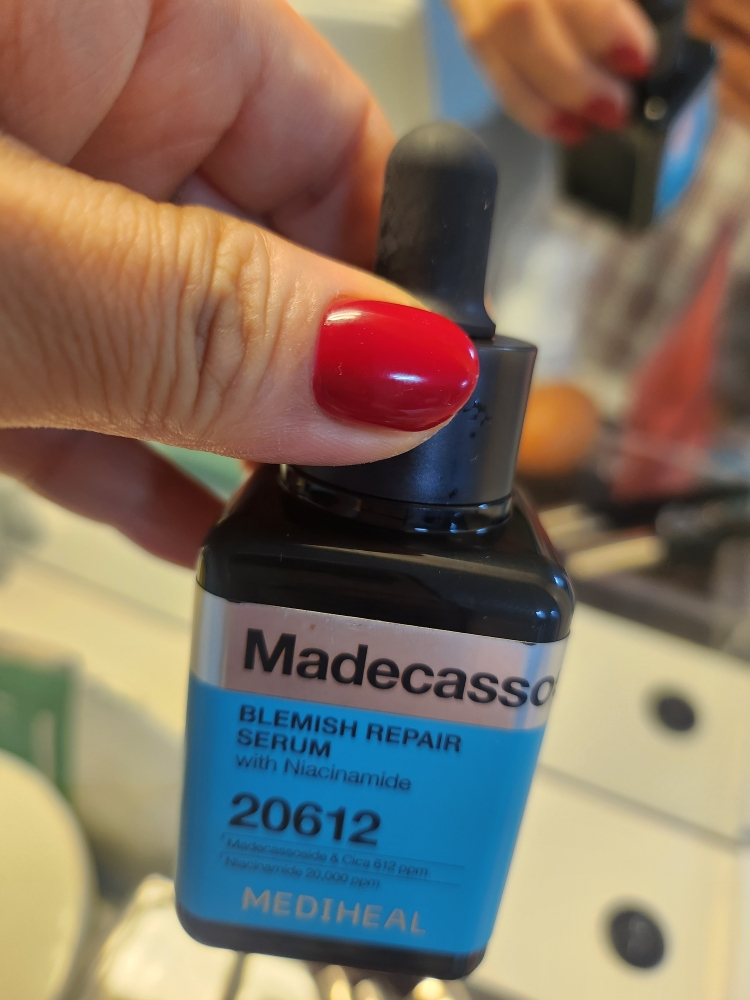 Madecasso
BLEMISH REPAIR
SERUM
with Niacinamide
20612
Madecassoside & Cica 612 ppm
Niacinamide 20,000 ppm
MEDIHEAL